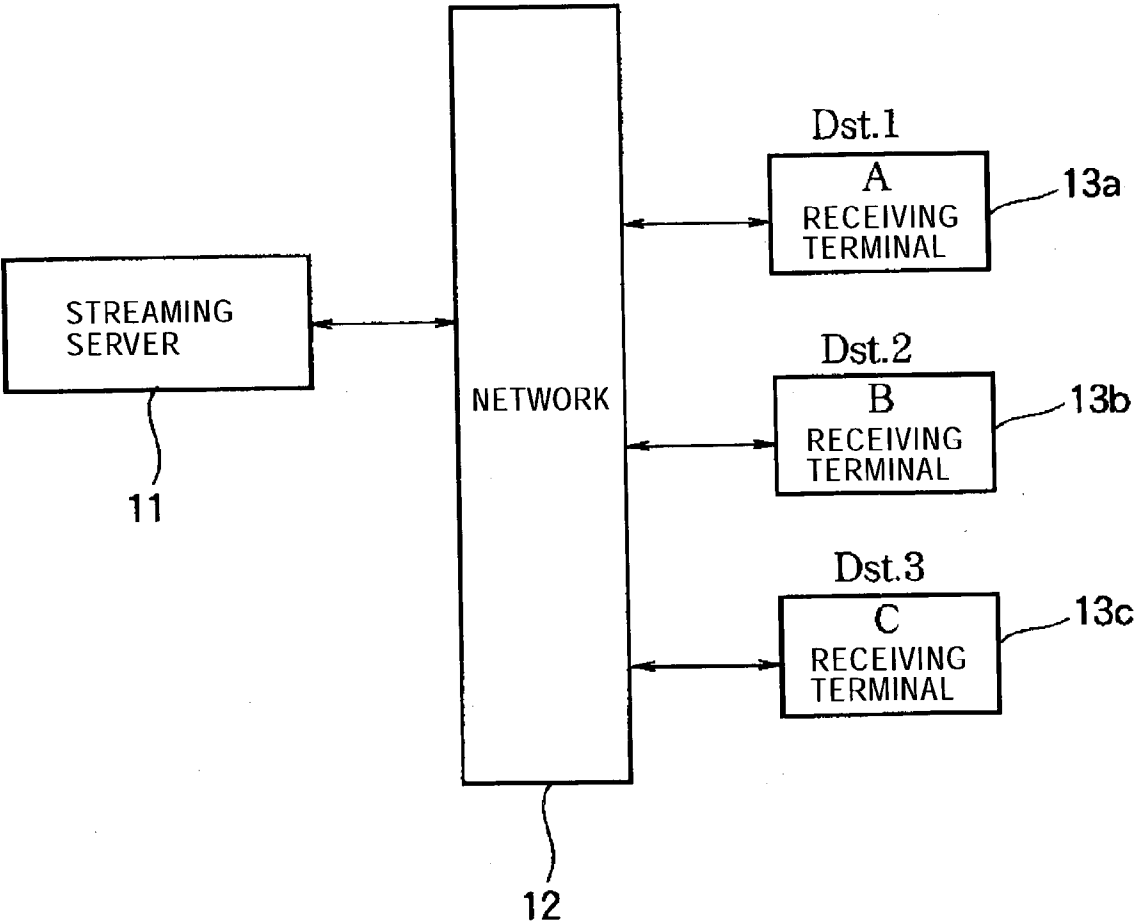 Dst.1
A
RECEIVING
TERMINAL
13a
STREAMING
SERVER
11
NETWORK
12
Dst.2
B
RECEIVING
TERMINAL
13b
Dst.3
C
RECEIVING
TERMINAL
13c